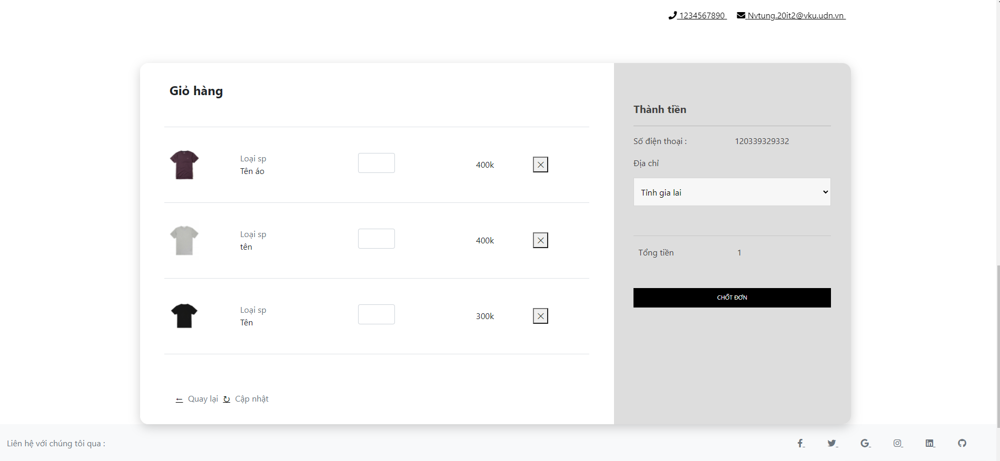 1234567890 Nvtung.20it2@vku.udn.vn
Giỏ hàng
Loại sp
Tên áo
400k
Loại sp
tên
400k
Loại sp
Tên
300k
← Quay lại ↻ Cập nhật
Thành tiền
Số điện thoại : 120339329332
Địa chỉ
Tỉnh gia lai
Tổng tiền 1
CHỐT ĐƠN
Liên hệ với chúng tôi qua :